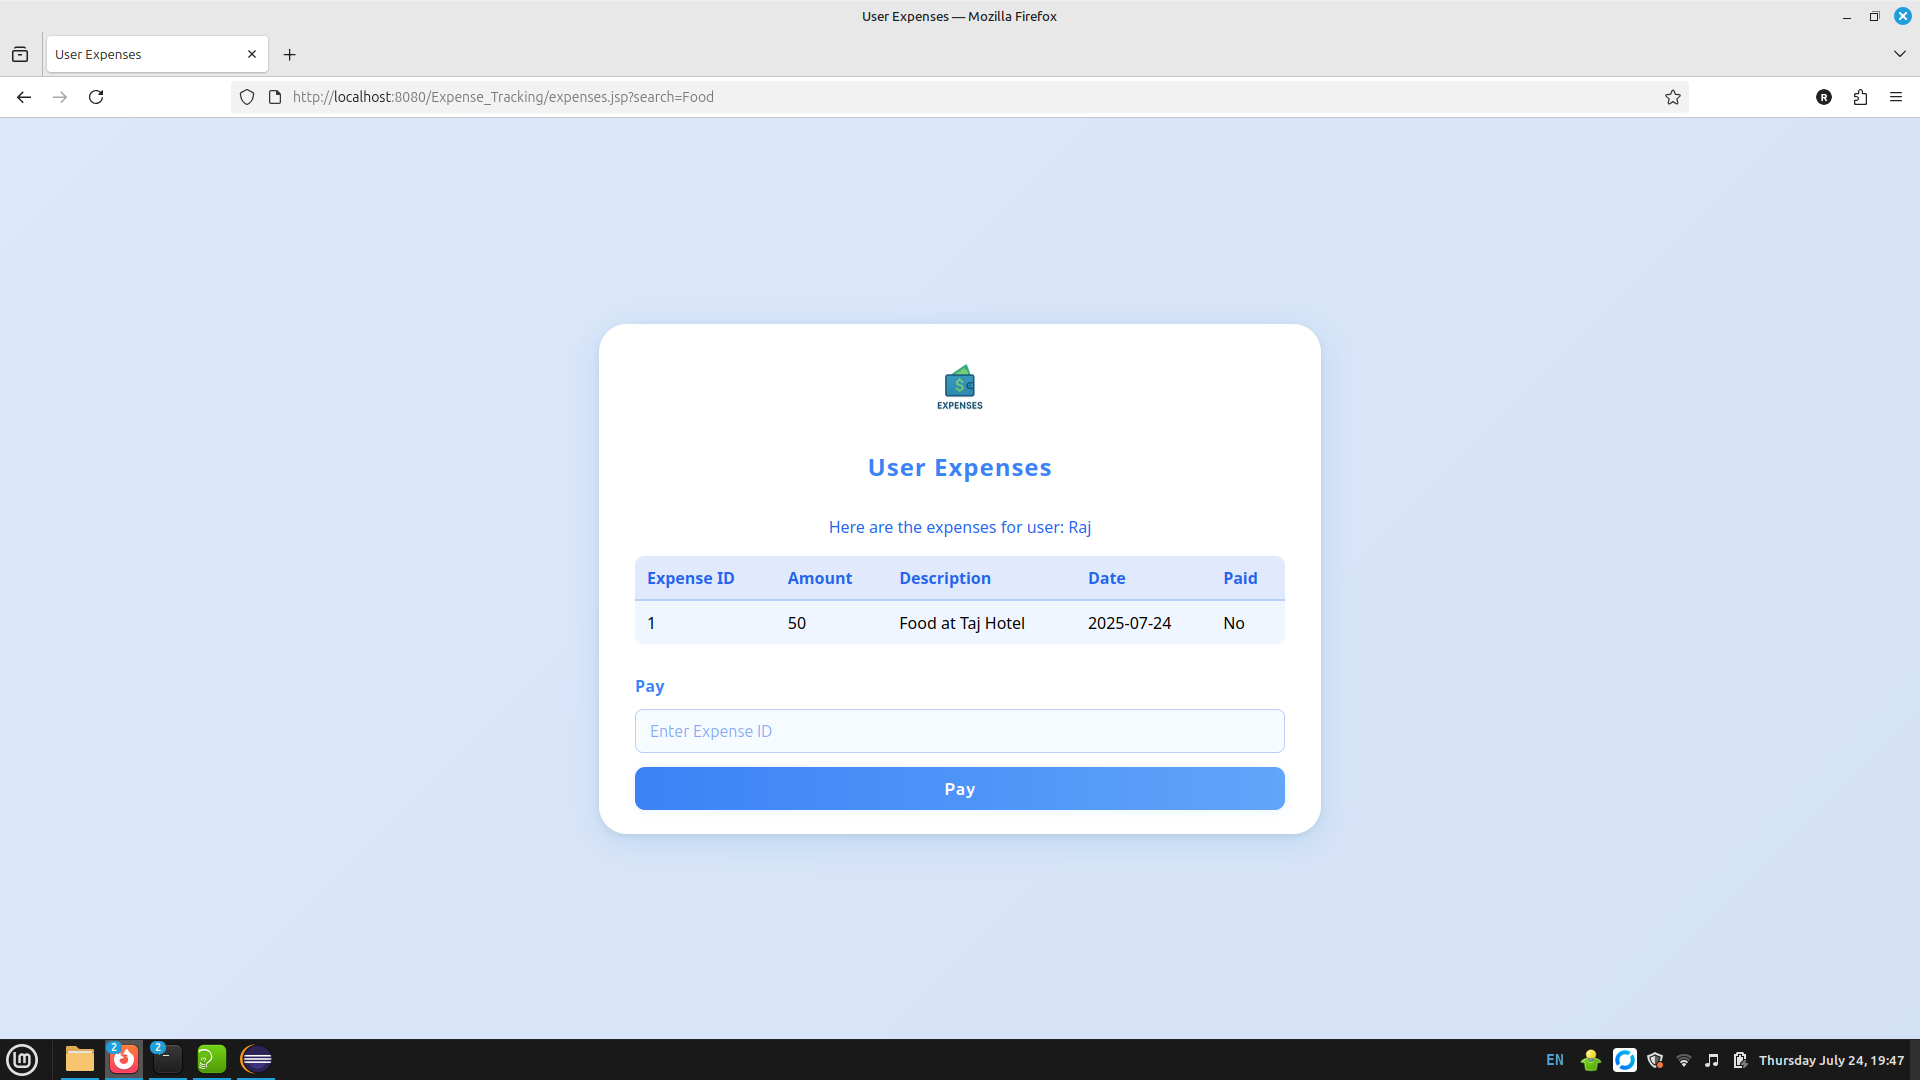 User Expenses — Mozilla Firefox
User Expenses
http://localhost:8080/Expense_Tracking/expenses.jsp?search=Food
R
$
EXPENSES
User Expenses
Here are the expenses for user: Raj
Expense ID Amount Description Date Paid
1 50 Food at Taj Hotel 2025-07-24 No
Pay
Enter Expense ID
Pay
2 2 EN Thursday July 24, 19:47